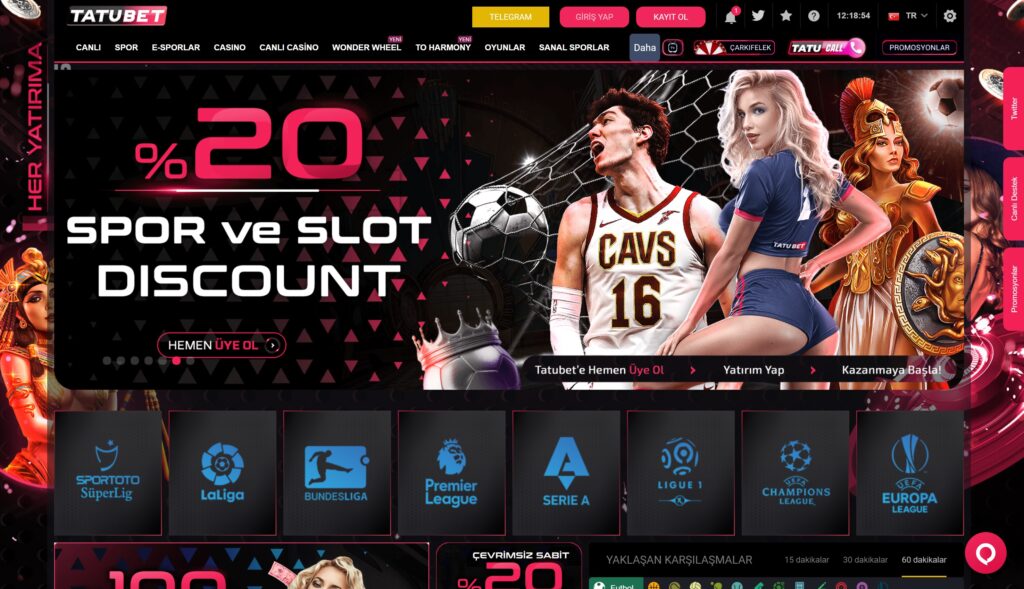 TATUBET
TELEGRAM
GİRİŞ YAP
KAYIT OL
1
12:18:54
TR
CANLI
SPOR
E-SPORLAR
CASINO
CANLI CASİNO
WONDER WHEEL
YENİ
TO HARMONY
YENİ
OYUNLAR
SANAL SPORLAR
Daha
ÇARKIFELEK
TATU CALL
PROMOSYONLAR
HER YATIRIMA
%20
SPOR ve SLOT
DISCOUNT
HEMEN ÜYE OL
CAVS
16
TATUBET
Tatubet'e Hemen Üye Ol
Yatırım Yap
Kazanmaya Başla!
Twitter
Canlı Destek
Promosyonlar
SPORTOTO
SüperLig
LaLiga
BUNDESLIGA
Premier
League
SERIE A
LIGUE 1
UEFA
CHAMPIONS
LEAGUE
UEFA
EUROPA
LEAGUE
100
ÇEVRİMSİZ SABİT
%20
YAKLAŞAN KARŞILAŞMALAR
15 dakikalar
30 dakikalar
60 dakikalar
Futbol